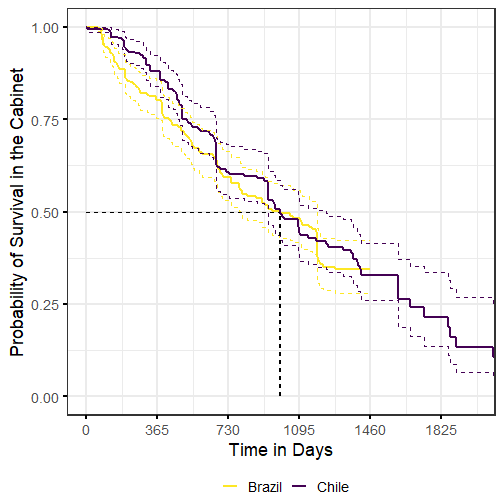 Probability of Survival in the Cabinet
1.00
0.75
0.50
0.25
0.00
0 365 730 1095 1460 1825
Time in Days
Brazil Chile